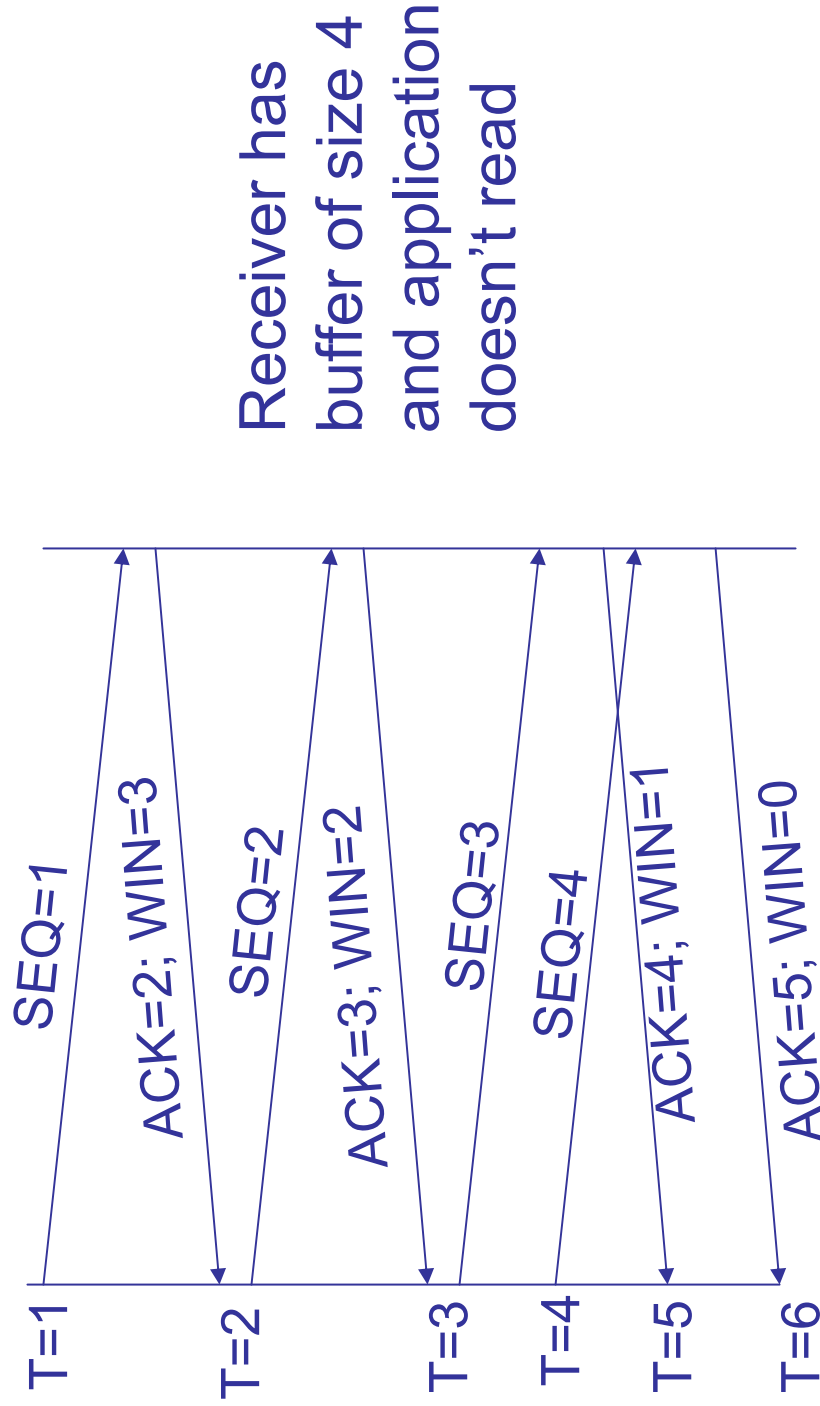 T=1
SEQ=1
ACK=2; WIN=3
T=2
SEQ=2
ACK=3; WIN=2
T=3
SEQ=3
T=4
SEQ=4
T=5
ACK=4; WIN=1
T=6
ACK=5; WIN=0
Receiver has
buffer of size 4
and application
doesn’t read